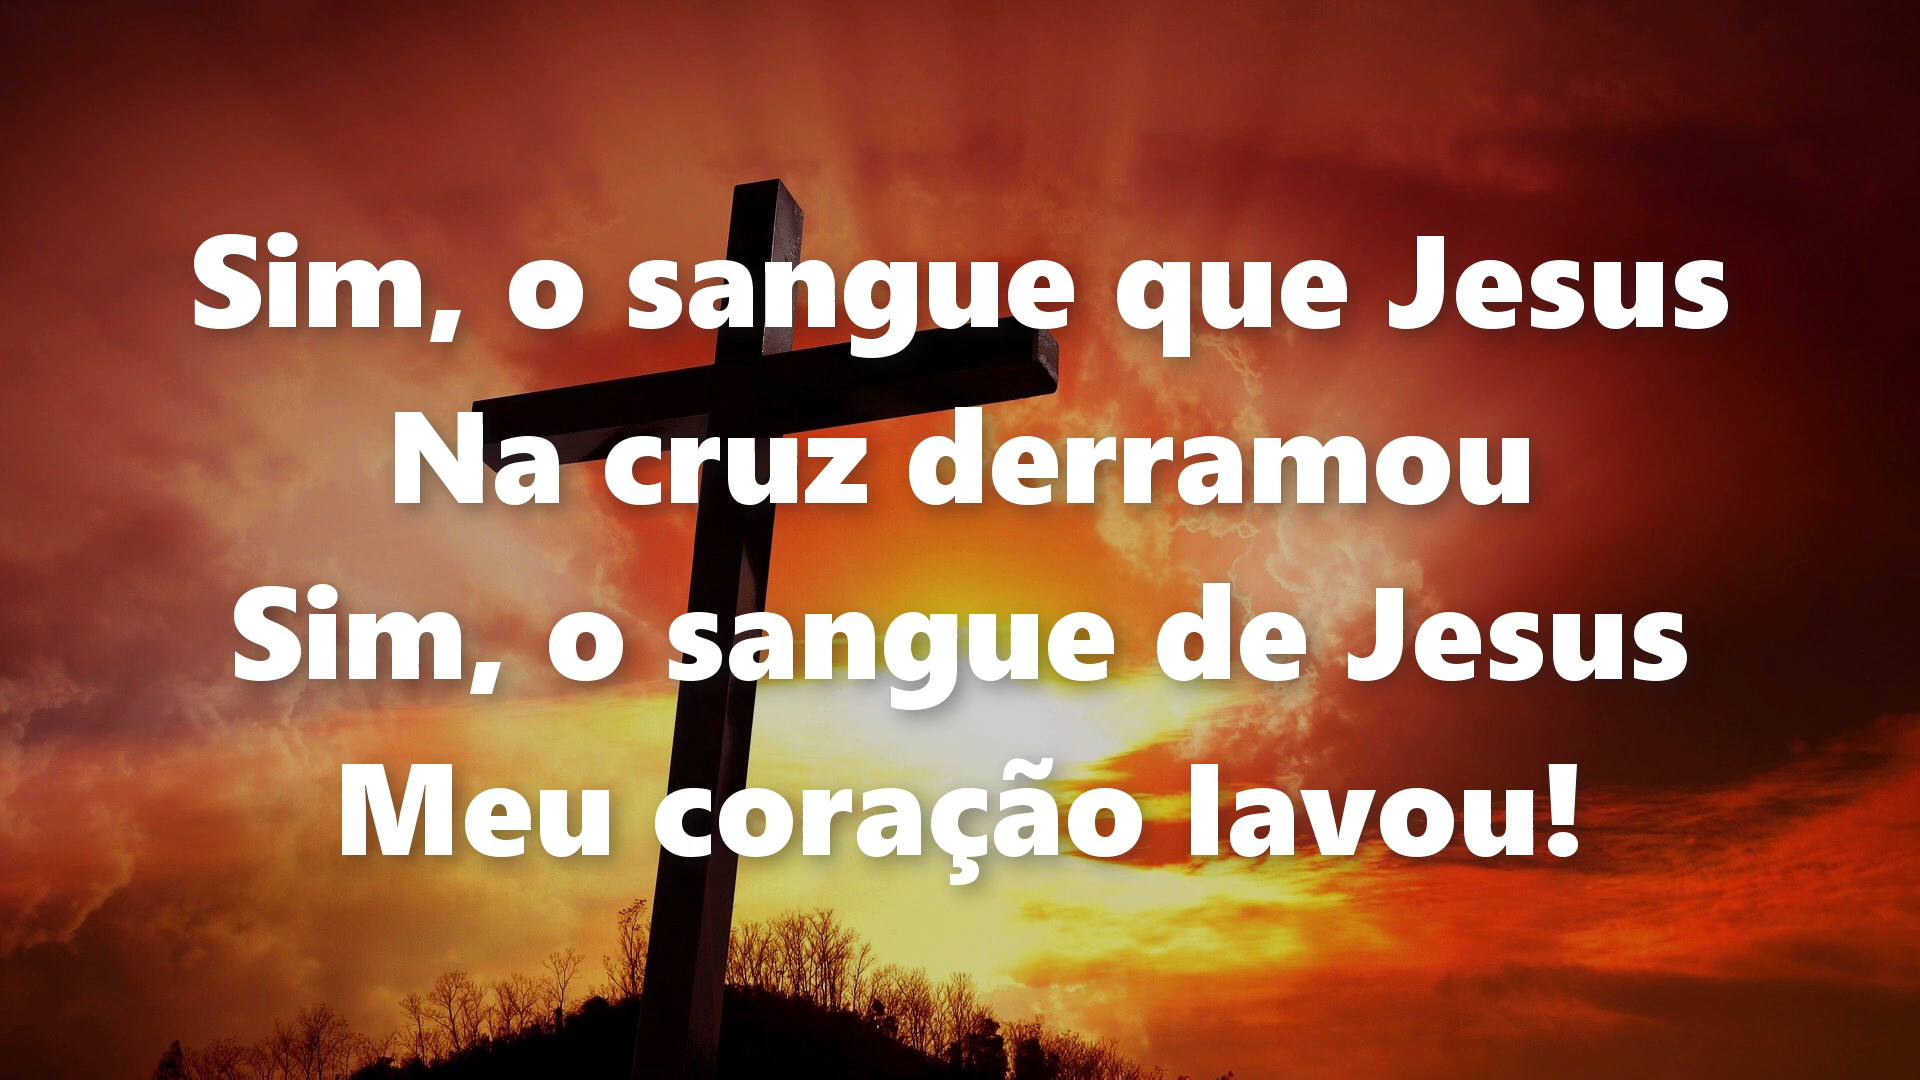 Sim, o sangue que Jesus
Na cruz derramou
Sim, o sangue de Jesus
Meu coração lavou!